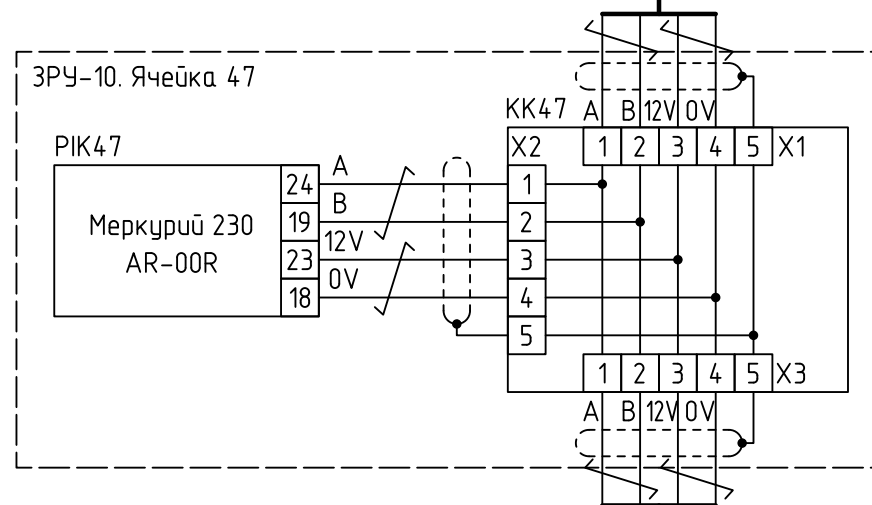 ЗРУ-10. Ячейка 47
КК47
A B 12V 0V
X2 1 2 3 4 5 X1
PIK47
Меркурий 230
AR-00R
24 A 1
19 B 2
23 12V 3
18 0V 4
5
1 2 3 4 5 X3
A B 12V 0V